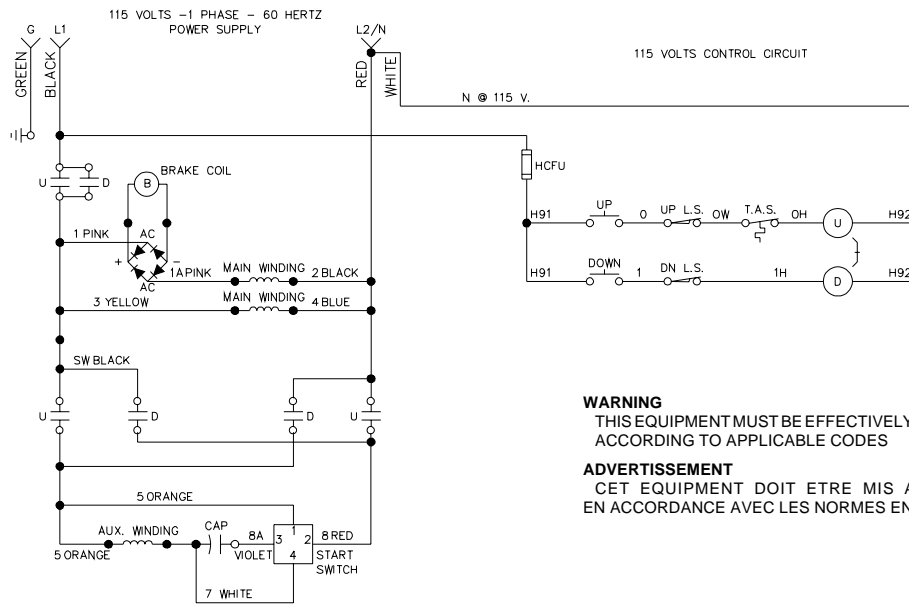 115 VOLTS -1 PHASE - 60 HERTZ
POWER SUPPLY
G L1 L2/N
GREEN
BLACK
RED
WHITE
115 VOLTS CONTROL CIRCUIT
N @ 115 V.
HCFU
BRAKE COIL
U D
B
1 PINK AC
+ -
AC
1A PINK MAIN WINDING 2 BLACK
3 YELLOW MAIN WINDING 4 BLUE
H91 UP 0 UP L.S. OW T.A.S. OH U H92
H91 DOWN 1 DN L.S. 1H D H92
SW BLACK
U D D U
WARNING
THIS EQUIPMENT MUST BE EFFECTIVELY
ACCORDING TO APPLICABLE CODES
ADVERTISSEMENT
CET EQUIPMENT DOIT ETRE MIS A
EN ACCORDANCE AVEC LES NORMES EN
5 ORANGE
AUX. WINDING CAP 8A 3 1 2 8 RED
5 ORANGE VIOLET 4 START
SWITCH
7 WHITE